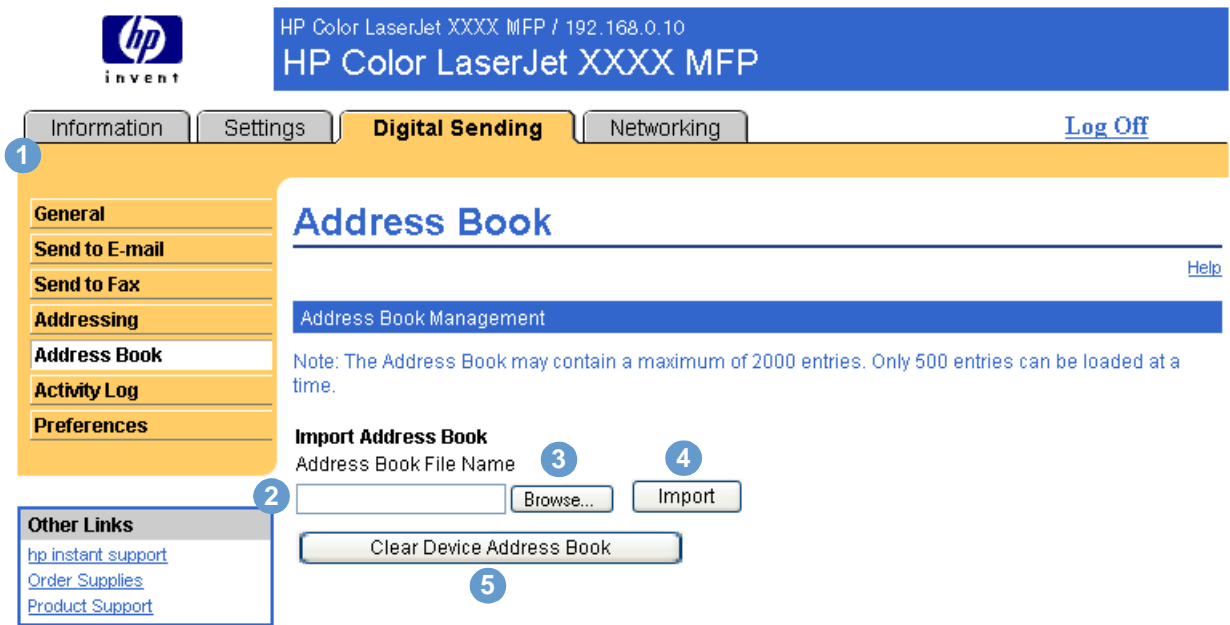 hp
invent
HP Color LaserJet XXXX MFP / 192.168.0.10
HP Color LaserJet XXXX MFP
Information
Settings
Digital Sending
Networking
Log Off
1
General
Send to E-mail
Send to Fax
Addressing
Address Book
Activity Log
Preferences
Other Links
hp instant support
Order Supplies
Product Support
Address Book
Help
Address Book Management
Note: The Address Book may contain a maximum of 2000 entries. Only 500 entries can be loaded at a
time.
Import Address Book
Address Book File Name
3
4
2
Browse...
Import
Clear Device Address Book
5